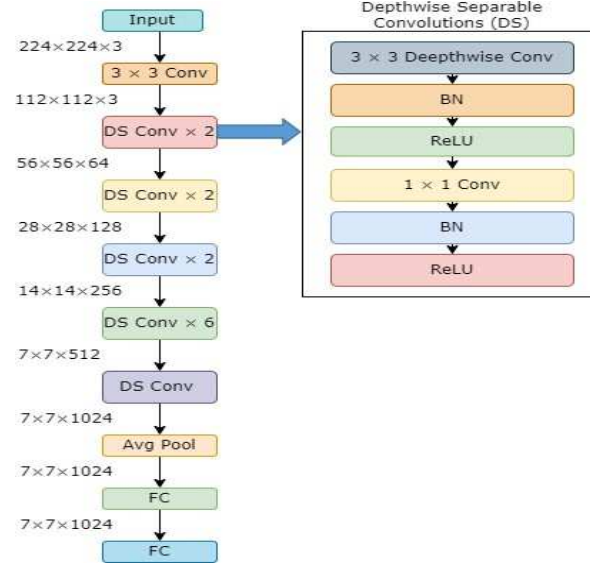 Input
224×224×3
3 × 3 Conv
112×112×3
DS Conv × 2
56×56×64
DS Conv × 2
28×28×128
DS Conv × 2
14×14×256
DS Conv × 6
7×7×512
DS Conv
7×7×1024
Avg Pool
7×7×1024
FC
7×7×1024
FC
Depthwise Separable
Convolutions (DS)
3 × 3 Deepthwise Conv
BN
ReLU
1 × 1 Conv
BN
ReLU